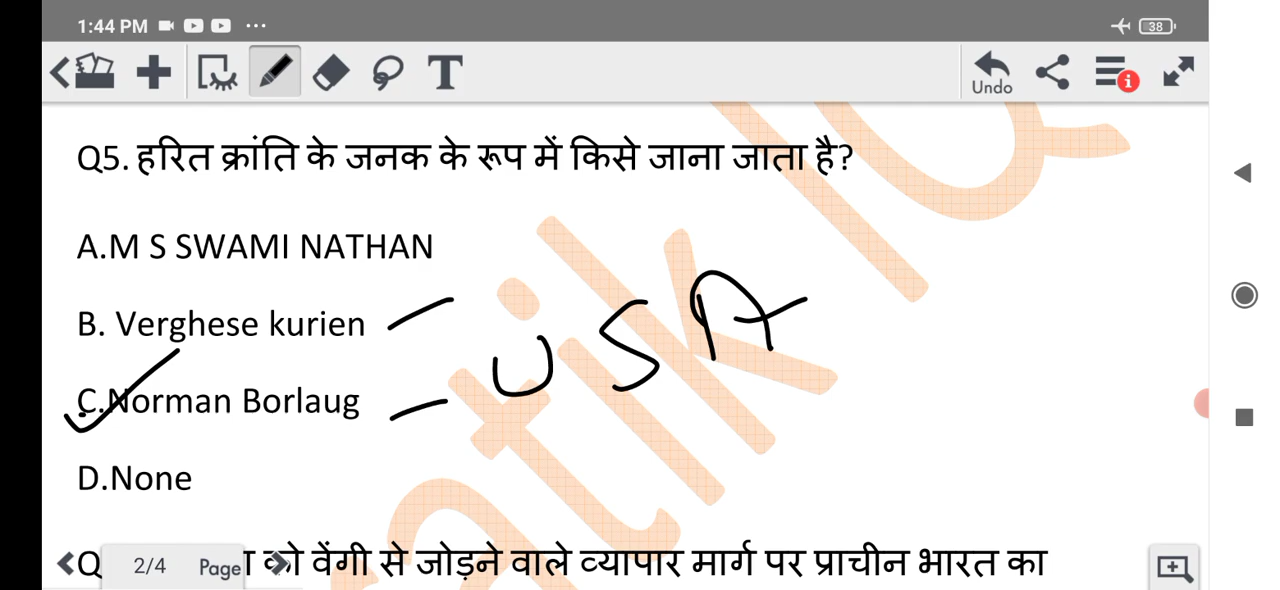 1:44 PM ...
38
T
Undo
Q5. हरित क्रांति के जनक के रूप में किसे जाना जाता है?
A.M S SWAMI NATHAN
B. Verghese kurien
USA
C.Norman Borlaug
D.None
2/4 Page
को वेंगी से जोड़ने वाले व्यापार मार्ग पर प्राचीन भारत का